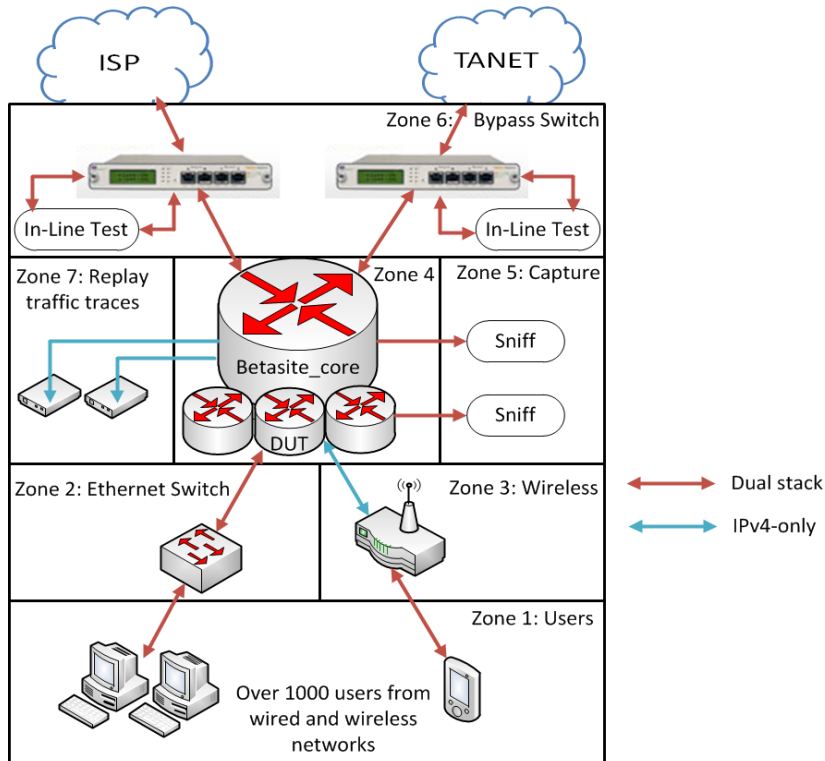 ISP
TANET
Zone 6: Bypass Switch
In-Line Test
In-Line Test
Zone 7: Replay
traffic traces
Zone 4
Zone 5: Capture
Sniff
Betasite_core
Sniff
DUT
Zone 2: Ethernet Switch
Zone 3: Wireless
Dual stack
IPv4-only
Zone 1: Users
Over 1000 users from
wired and wireless
networks